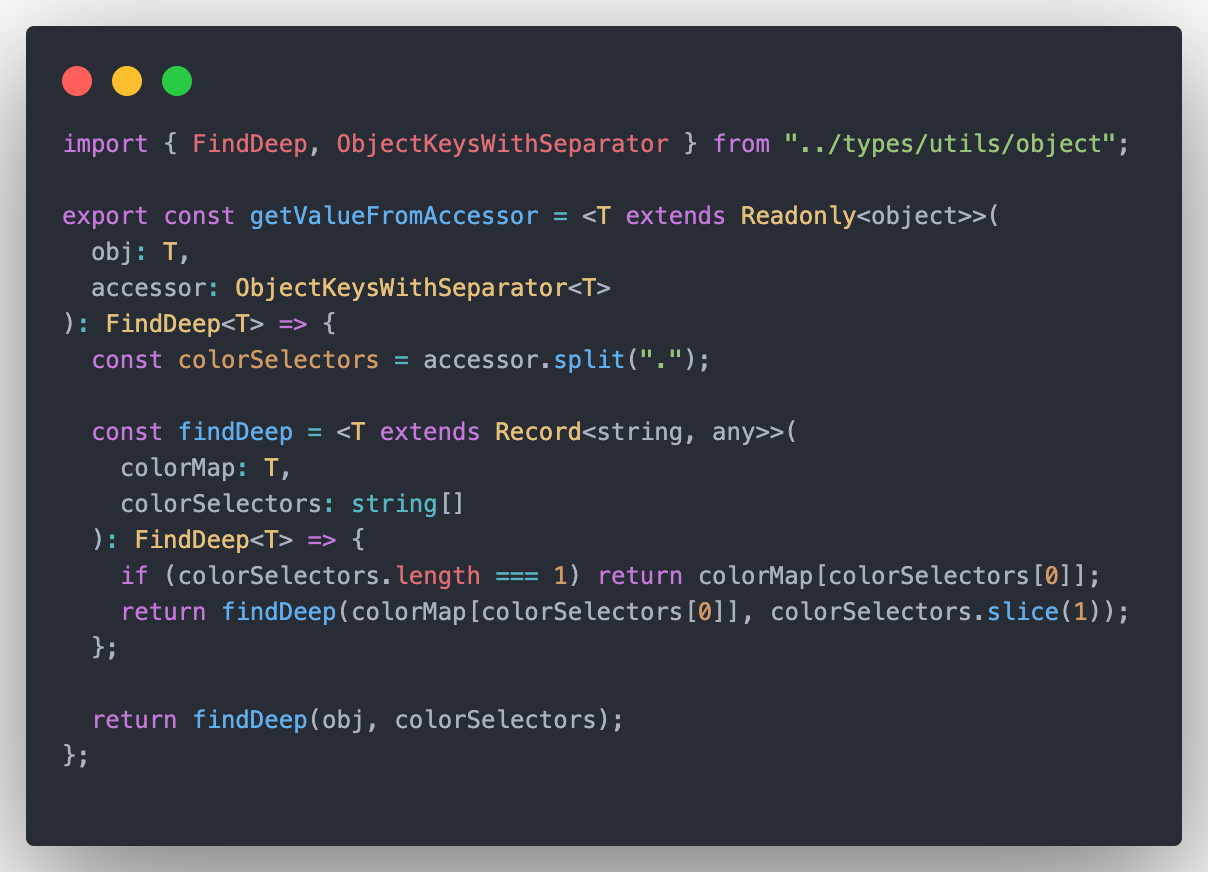 import { FindDeep, ObjectKeysWithSeparator } from "../types/utils/object";

export const getValueFromAccessor = <T extends Readonly<object>>(
  obj: T,
  accessor: ObjectKeysWithSeparator<T>
): FindDeep<T> => {
  const colorSelectors = accessor.split(".");

  const findDeep = <T extends Record<string, any>>(
    colorMap: T,
    colorSelectors: string[]
  ): FindDeep<T> => {
    if (colorSelectors.length === 1) return colorMap[colorSelectors[0]];
    return findDeep(colorMap[colorSelectors[0]], colorSelectors.slice(1));
  };

  return findDeep(obj, colorSelectors);
};